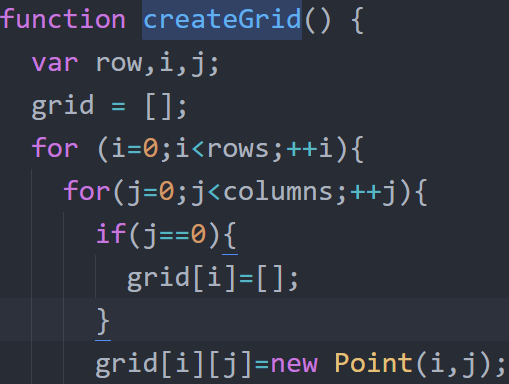 function createGrid() {
var row,i,j;
grid = [];
for (i=0;i<rows;++i){
for(j=0;j<columns;++j){
if(j==0){
grid[i]=[];
}
grid[i][j]=new Point(i,j);